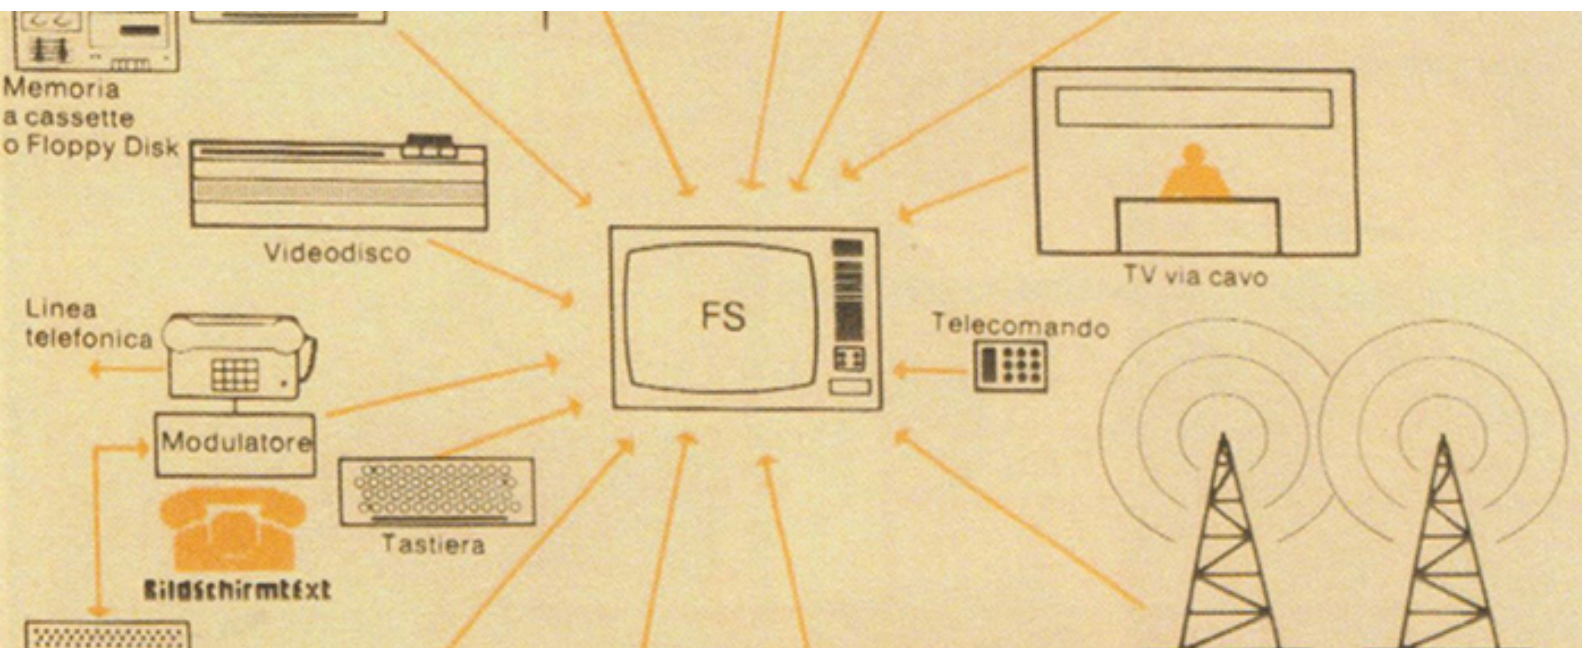 Memoria
a cassette
o Floppy Disk
Videodisco
TV via cavo
Linea
telefonica
FS
Telecomando
Modulatore
Tastiera
Bildschirmtext